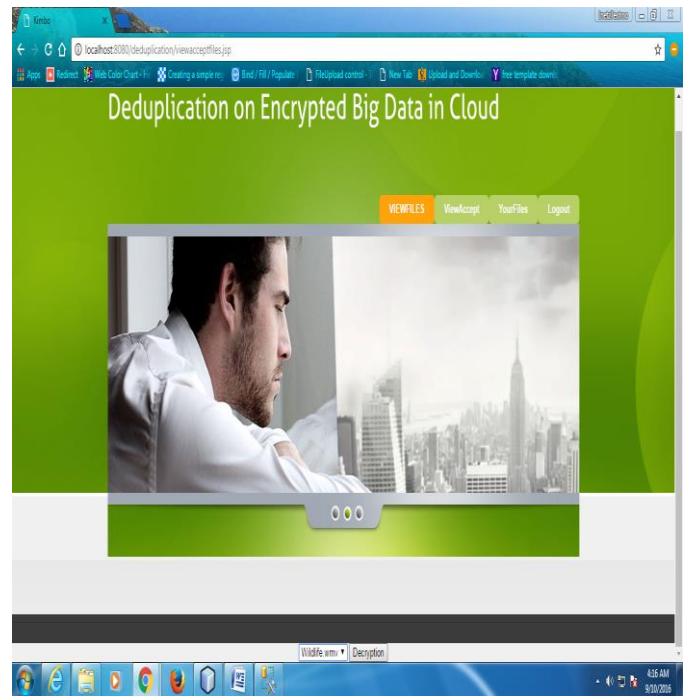 Kimbo
localhost:8080/deduplication/viewacceptfiles.jsp
Apps Redirect Web Color Chart - H Creating a simple rep Bind / Fill / Populate FileUpload control - New Tab Upload and Downloa free template downl
Deduplication on Encrypted Big Data in Cloud
VIEWFILES ViewAccept YourFiles Logout
Wildlife.wmv Decryption
4:16 AM
9/10/2016